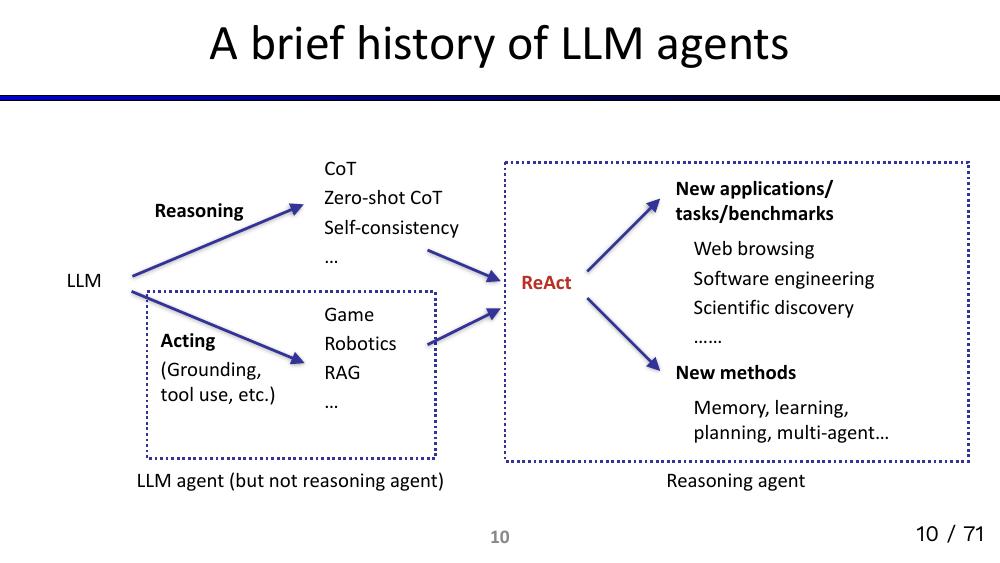 A brief history of LLM agents
LLM
Reasoning
CoT
Zero-shot CoT
Self-consistency
...
Acting
(Grounding,
tool use, etc.)
Game
Robotics
RAG
...
LLM agent (but not reasoning agent)
ReAct
New applications/
tasks/benchmarks
Web browsing
Software engineering
Scientific discovery
......
New methods
Memory, learning,
planning, multi-agent...
Reasoning agent
10
10 / 71